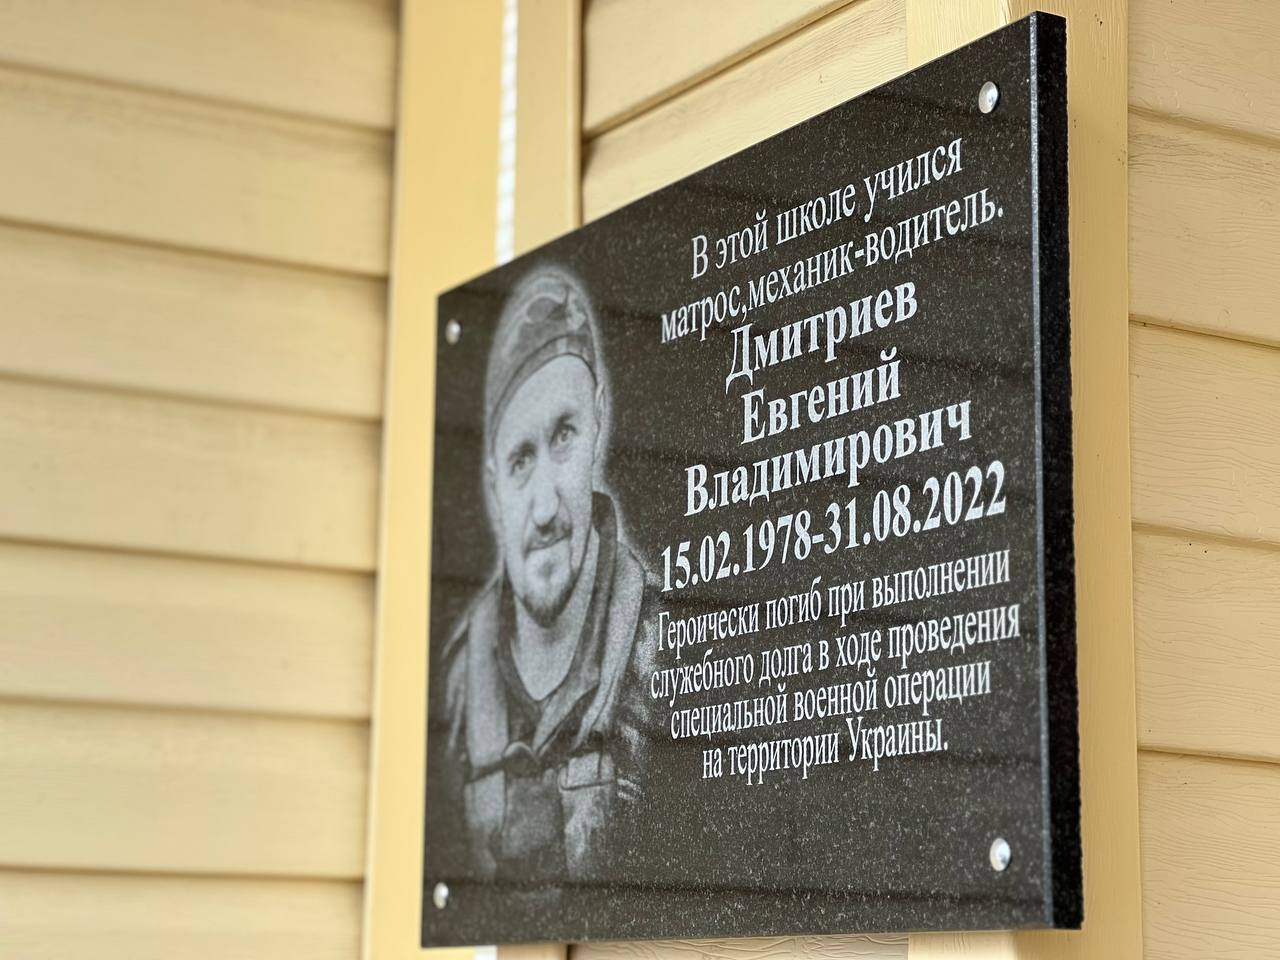 В этой школе учился
матрос,механик-водитель.
Дмитриев
Евгений
Владимирович
15.02.1978-31.08.2022
Героически погиб при выполнении
служебного долга в ходе проведения
специальной военной операции
на территории Украины.